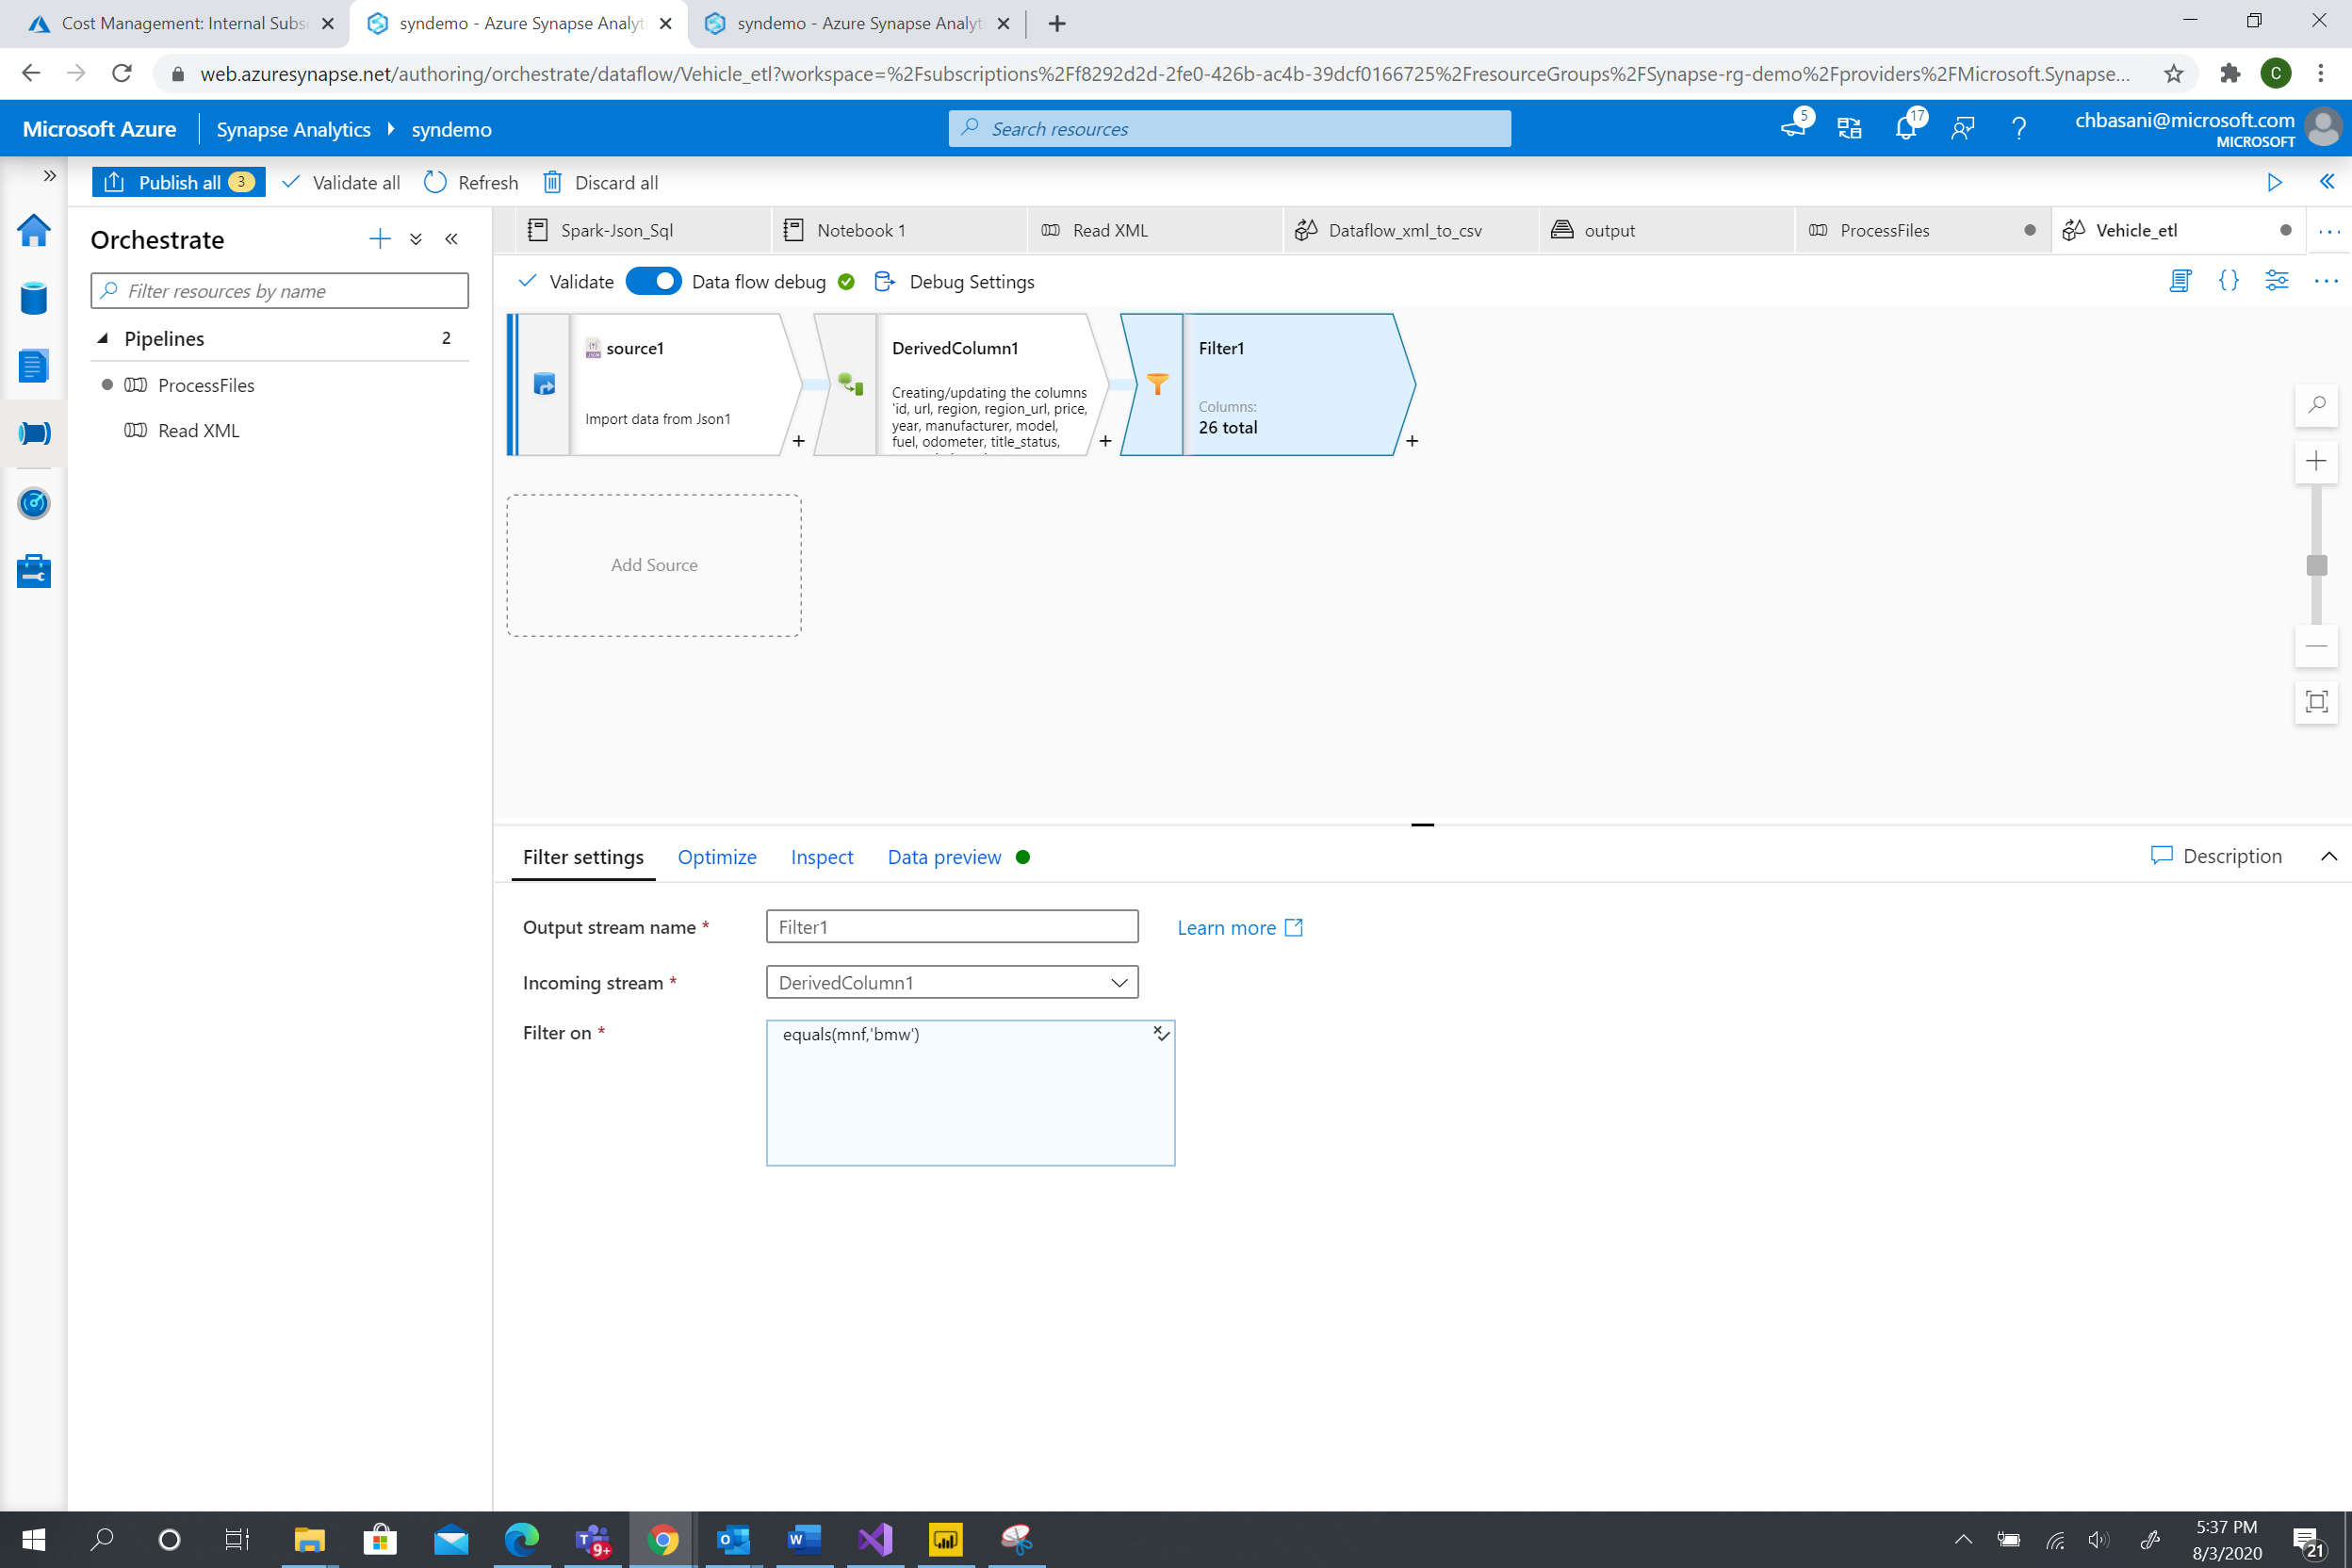 Cost Management: Internal Subs
syndemo - Azure Synapse Analyt
syndemo - Azure Synapse Analyt
web.azuresynapse.net/authoring/orchestrate/dataflow/Vehicle_etl?workspace=%2Fsubscriptions%2Ff8292d2d-2fe0-426b-ac4b-39dcf0166725%2FresourceGroups%2FSynapse-rg-demo%2Fproviders%2FMicrosoft.Synapse...
C
Microsoft Azure
Synapse Analytics
syndemo
Search resources
5
17
chbasani@microsoft.com
MICROSOFT
Publish all 3
Validate all
Refresh
Discard all
Orchestrate
Filter resources by name
Pipelines 2
ProcessFiles
Read XML
Spark-Json_Sql
Notebook 1
Read XML
Dataflow_xml_to_csv
output
ProcessFiles
Vehicle_etl
Validate
Data flow debug
Debug Settings
source1
Import data from Json1
DerivedColumn1
Creating/updating the columns
'id, url, region, region_url, price,
year, manufacturer, model,
fuel, odometer, title_status,
Filter1
Columns:
26 total
Add Source
Filter settings
Optimize
Inspect
Data preview
Description
Output stream name *
Filter1
Learn more
Incoming stream *
DerivedColumn1
Filter on *
equals(mnf,'bmw')
9+
5:37 PM
8/3/2020
21